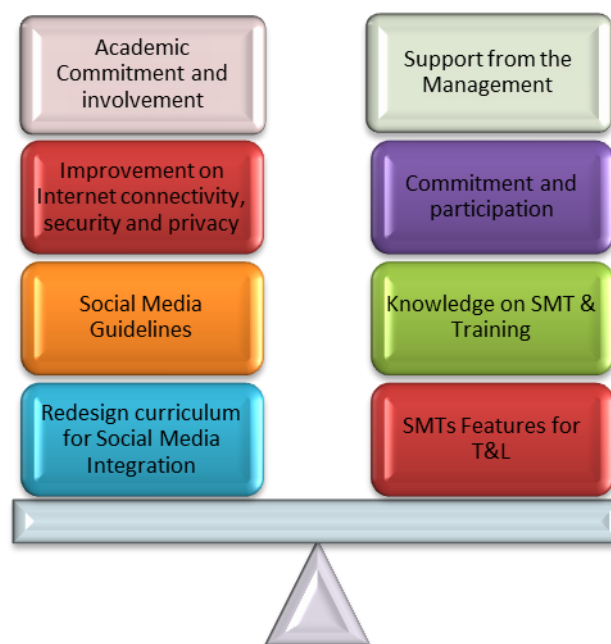 Academic
Commitment and
involvement
Support from the
Management
Improvement on
Internet connectivity,
security and privacy
Commitment and
participation
Social Media
Guidelines
Knowledge on SMT &
Training
Redesign curriculum
for Social Media
Integration
SMTs Features for
T&L